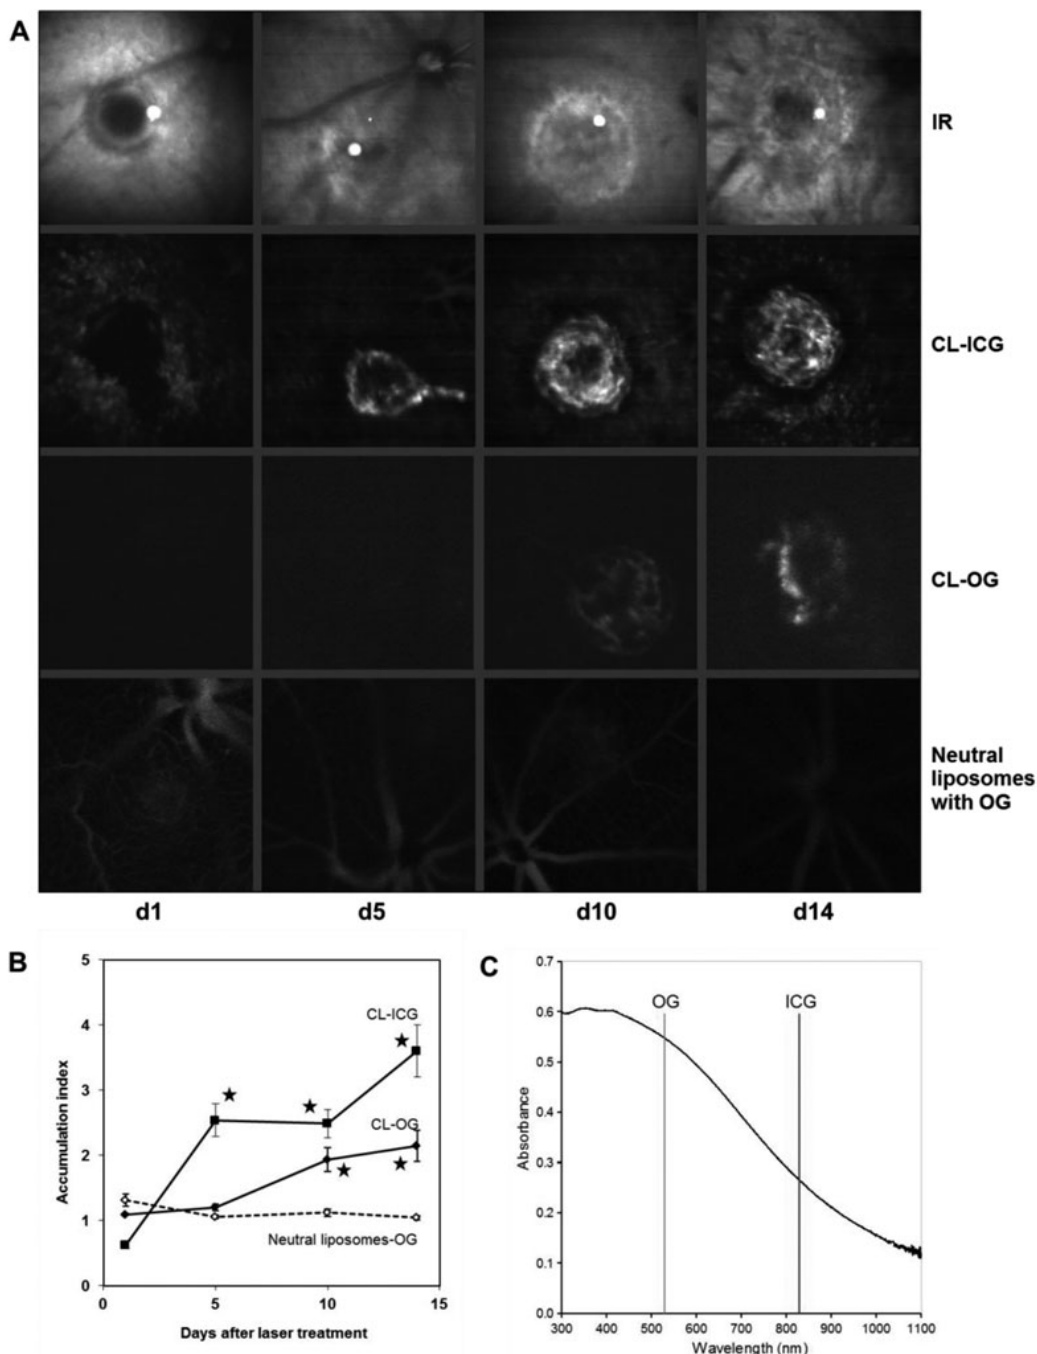 A
IR
CL-ICG
CL-OG
Neutral
liposomes
with OG
d1 d5 d10 d14
B
5
4
3
2
1
0
0 5 10 15
Accumulation index
Days after laser treatment
CL-ICG
CL-OG
Neutral liposomes-OG
C
0.7
0.6
0.5
0.4
0.3
0.2
0.1
0.0
300 400 500 600 700 800 900 1000 1100
Absorbance
Wavelength (nm)
OG ICG